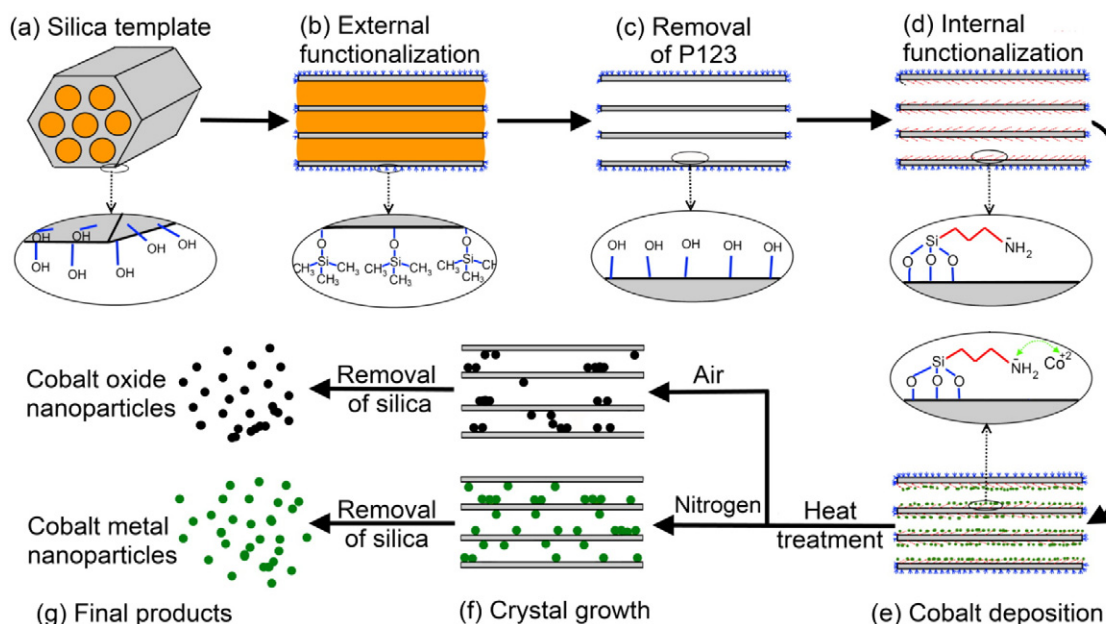 (a) Silica template
(b) External
functionalization
(c) Removal
of P123
(d) Internal
functionalization
OH OH OH OH
OH OH OH
O O O
Si Si Si
CH₃ CH₃ CH₃ CH₃ CH₃ CH
CH₃ CH₃ CH₃
OH OH OH OH OH
Si NH₂
O O O
Si NH₂ Co⁺²
O O O
Cobalt oxide
nanoparticles
Removal
of silica
Air
Cobalt metal
nanoparticles
Removal
of silica
Nitrogen
Heat
treatment
(g) Final products
(f) Crystal growth
(e) Cobalt deposition